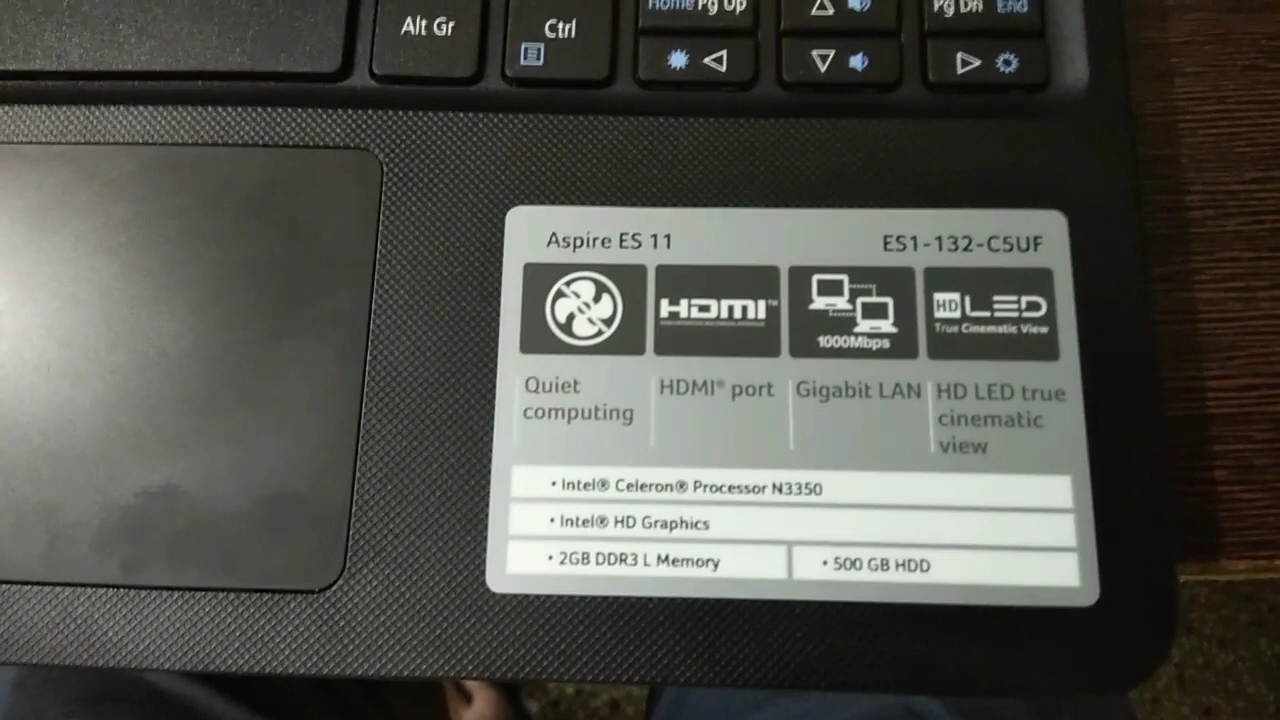 Home Pg Up
Pg Dn End
Alt Gr
Ctrl
Aspire ES 11
ES1-132-C5UF
HDMI™
1000Mbps
HD LED
True Cinematic View
Quiet
computing
HDMI® port
Gigabit LAN
HD LED true
cinematic
view
• Intel® Celeron® Processor N3350
• Intel® HD Graphics
• 2GB DDR3 L Memory
• 500 GB HDD